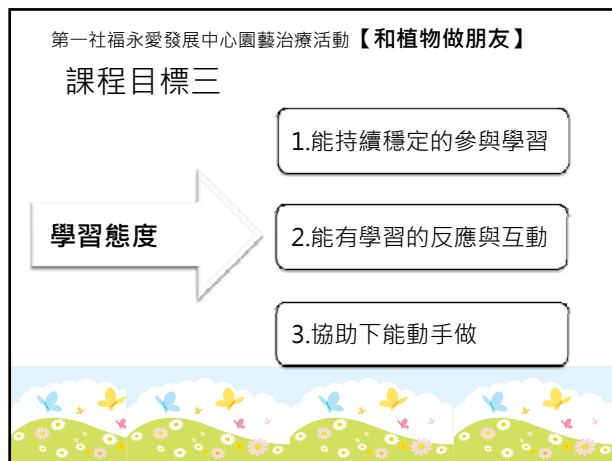 第一社福永愛發展中心園藝治療活動【和植物做朋友】
課程目標三
1.能持續穩定的參與學習
學習態度
2.能有學習的反應與互動
3.協助下能動手做